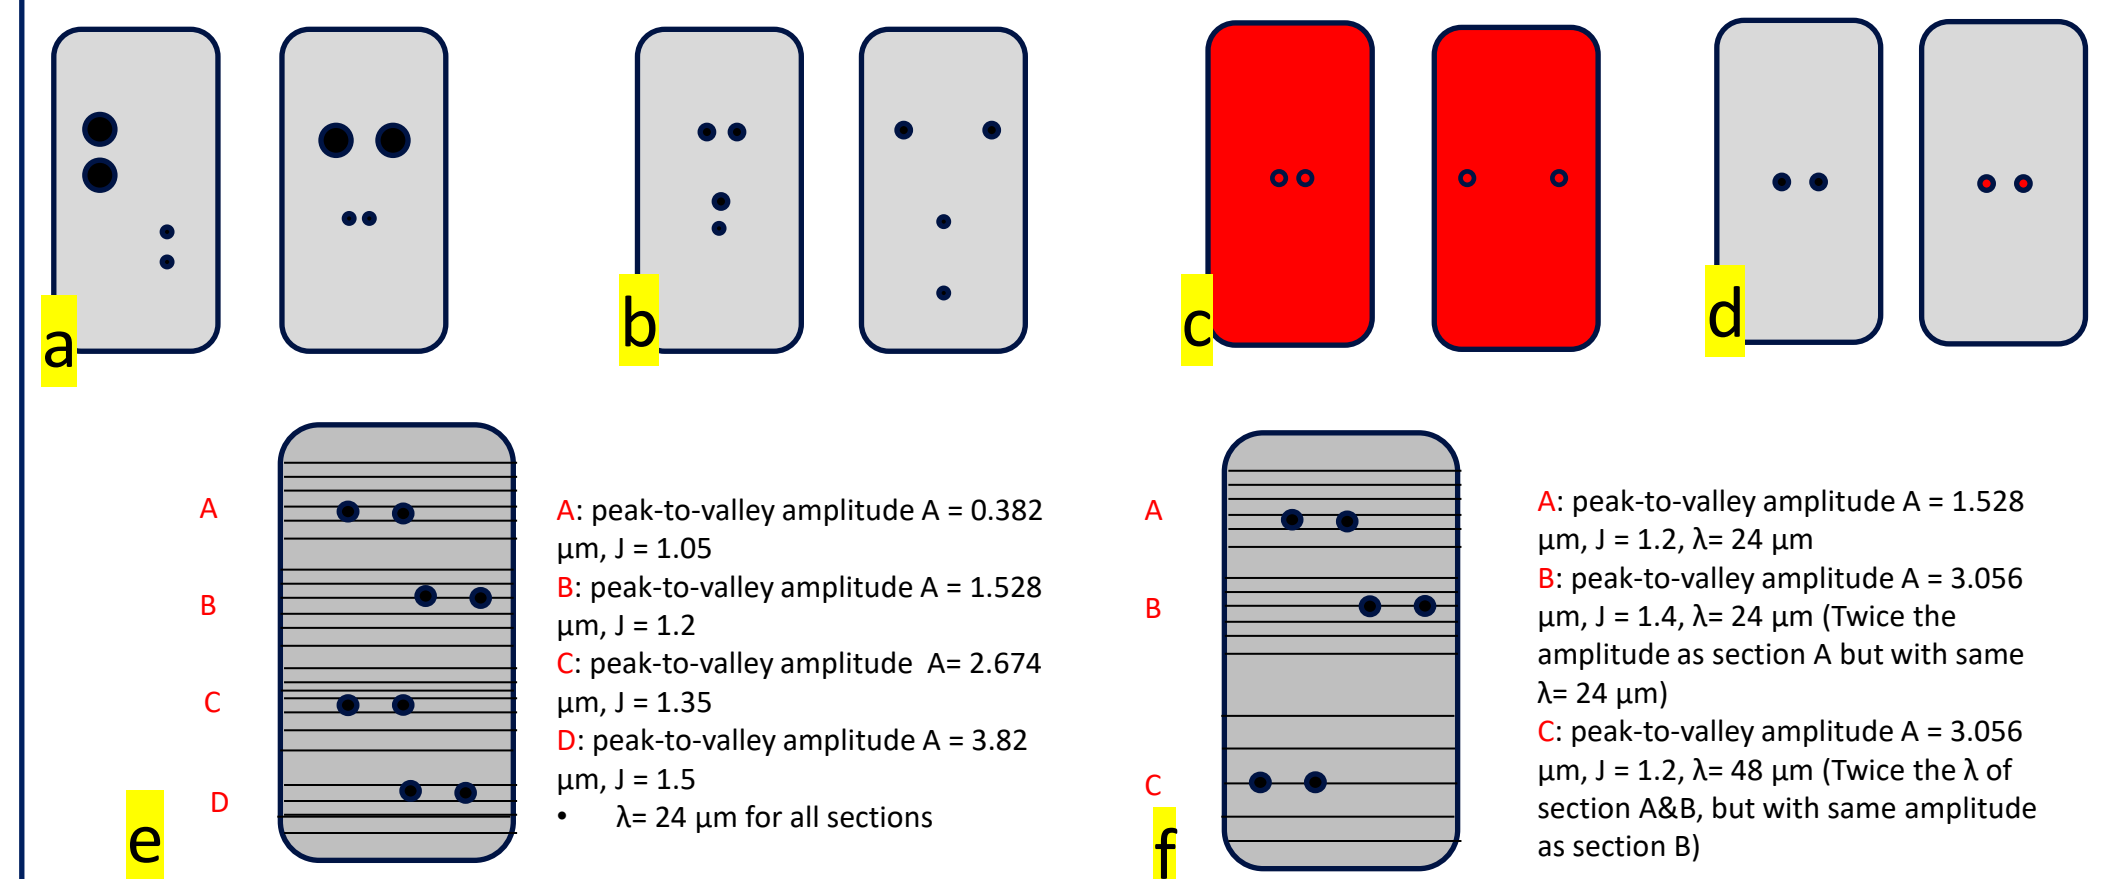 a
b
c
d
A
B
C
D
e
A: peak-to-valley amplitude A = 0.382
μm, J = 1.05
B: peak-to-valley amplitude A = 1.528
μm, J = 1.2
C: peak-to-valley amplitude  A= 2.674
μm, J = 1.35
D: peak-to-valley amplitude A = 3.82
μm, J = 1.5
• λ= 24 μm for all sections
A
B
C
f
A: peak-to-valley amplitude A = 1.528
μm, J = 1.2, λ= 24 μm
B: peak-to-valley amplitude A = 3.056
μm, J = 1.4, λ= 24 μm (Twice the
amplitude as section A but with same
λ= 24 μm)
C: peak-to-valley amplitude A = 3.056
μm, J = 1.2, λ= 48 μm (Twice the λ of
section A&B, but with same amplitude
as section B)